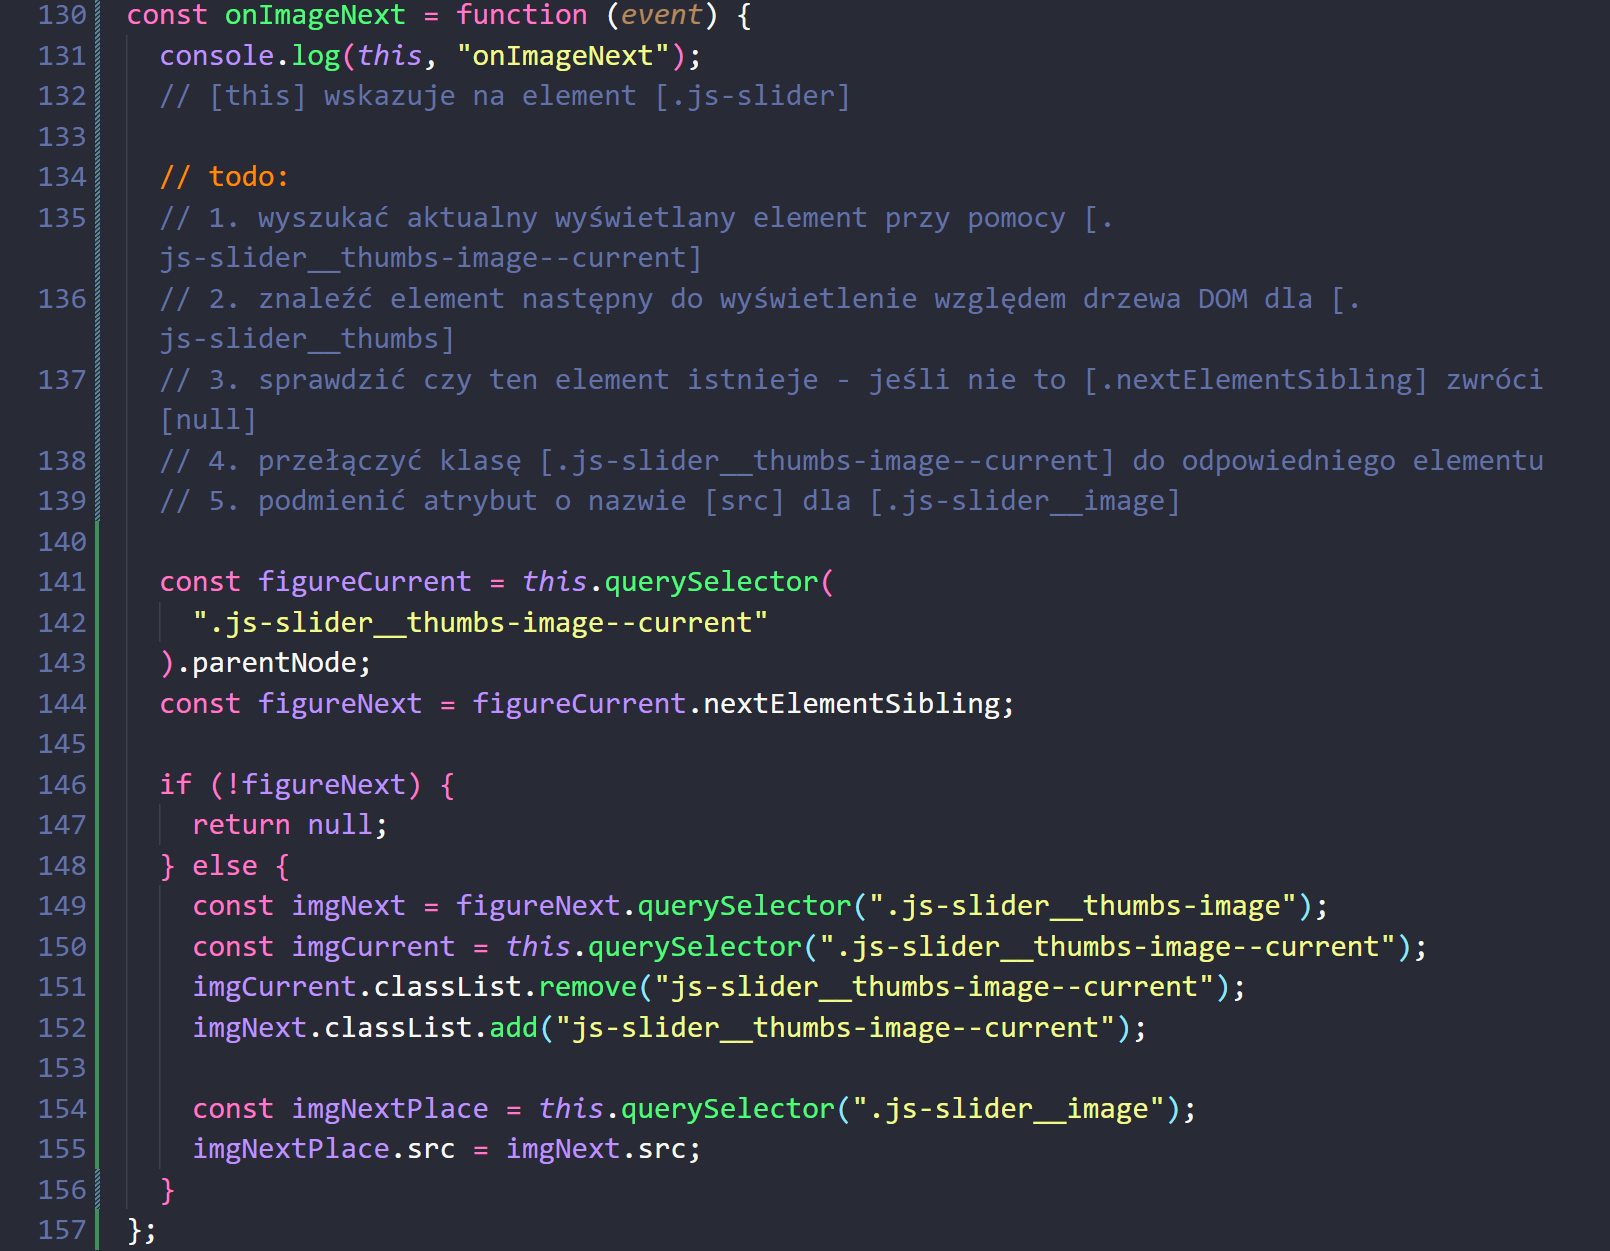 130 const onImageNext = function (event) {
131 console.log(this, "onImageNext");
132 // [this] wskazuje na element [.js-slider]
133
134 // todo:
135 // 1. wyszukać aktualny wyświetlany element przy pomocy [.
js-slider__thumbs-image--current]
136 // 2. znaleźć element następny do wyświetlenie względem drzewa DOM dla [.
js-slider__thumbs]
137 // 3. sprawdzić czy ten element istnieje - jeśli nie to [.nextElementSibling] zwróci
[null]
138 // 4. przełączyć klasę [.js-slider__thumbs-image--current] do odpowiedniego elementu
139 // 5. podmienić atrybut o nazwie [src] dla [.js-slider__image]
140
141 const figureCurrent = this.querySelector(
142 ".js-slider__thumbs-image--current"
143 ).parentNode;
144 const figureNext = figureCurrent.nextElementSibling;
145
146 if (!figureNext) {
147 return null;
148 } else {
149 const imgNext = figureNext.querySelector(".js-slider__thumbs-image");
150 const imgCurrent = this.querySelector(".js-slider__thumbs-image--current");
151 imgCurrent.classList.remove("js-slider__thumbs-image--current");
152 imgNext.classList.add("js-slider__thumbs-image--current");
153
154 const imgNextPlace = this.querySelector(".js-slider__image");
155 imgNextPlace.src = imgNext.src;
156 }
157 };